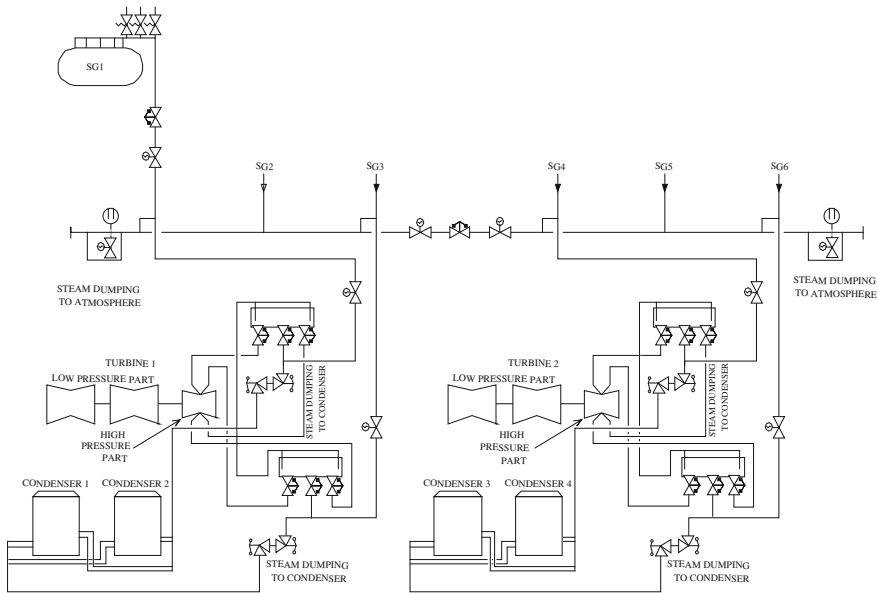 SG1
SG2
SG3
SG4
SG5
SG6
STEAM DUMPING
TO ATMOSPHERE
STEAM DUMPING
TO ATMOSPHERE
TURBINE 1
LOW PRESSURE PART
HIGH
PRESSURE
PART
STEAM DUMPING
TO CONDENSER
TURBINE 2
LOW PRESSURE PART
HIGH
PRESSURE
PART
STEAM DUMPING
TO CONDENSER
CONDENSER 1
CONDENSER 2
STEAM DUMPING
TO CONDENSER
CONDENSER 3
CONDENSER 4
STEAM DUMPING
TO CONDENSER